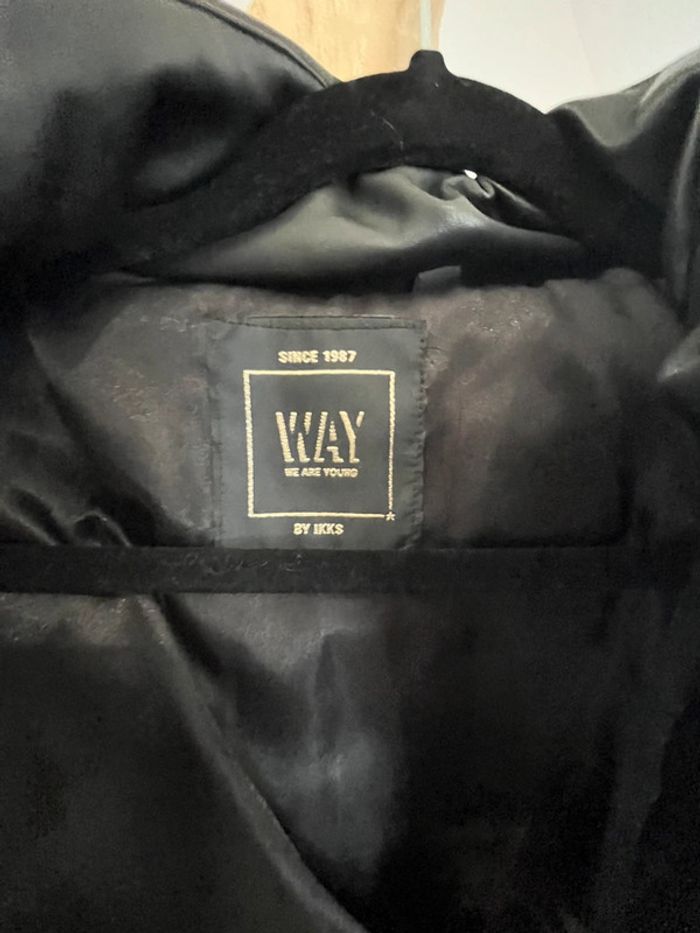 SINCE 1987
WAY
WE ARE YOUNG
BY IKKS